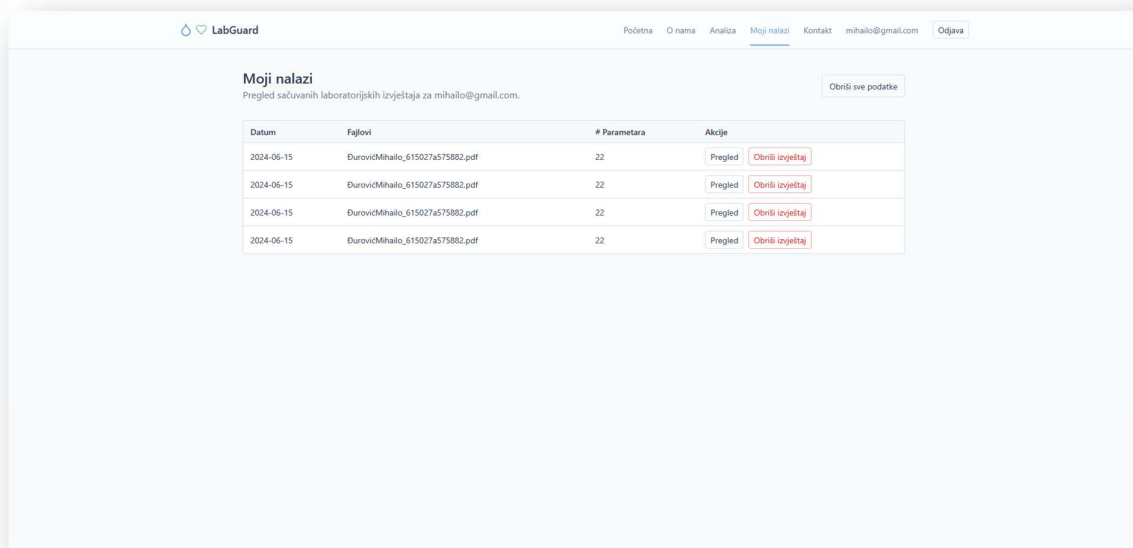 LabGuard
Početna O nama Analiza Moji nalazi Kontakt mihailo@gmail.com Odjava
Moji nalazi
Pregled sačuvanih laboratorijskih izvještaja za mihailo@gmail.com.
Obriši sve podatke
Datum Fajlovi # Parametara Akcije
2024-06-15 ĐurovićMihailo_615027a575882.pdf 22 Pregled Obriši izvještaj
2024-06-15 ĐurovićMihailo_615027a575882.pdf 22 Pregled Obriši izvještaj
2024-06-15 ĐurovićMihailo_615027a575882.pdf 22 Pregled Obriši izvještaj
2024-06-15 ĐurovićMihailo_615027a575882.pdf 22 Pregled Obriši izvještaj